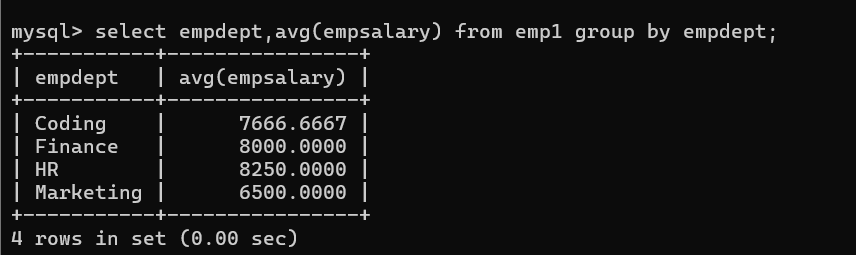 mysql> select empdept,avg(empsalary) from emp1 group by empdept;
+-----------+----------------+
| empdept   | avg(empsalary) |
+-----------+----------------+
| Coding    |      7666.6667 |
| Finance   |      8000.0000 |
| HR        |      8250.0000 |
| Marketing |      6500.0000 |
+-----------+----------------+
4 rows in set (0.00 sec)